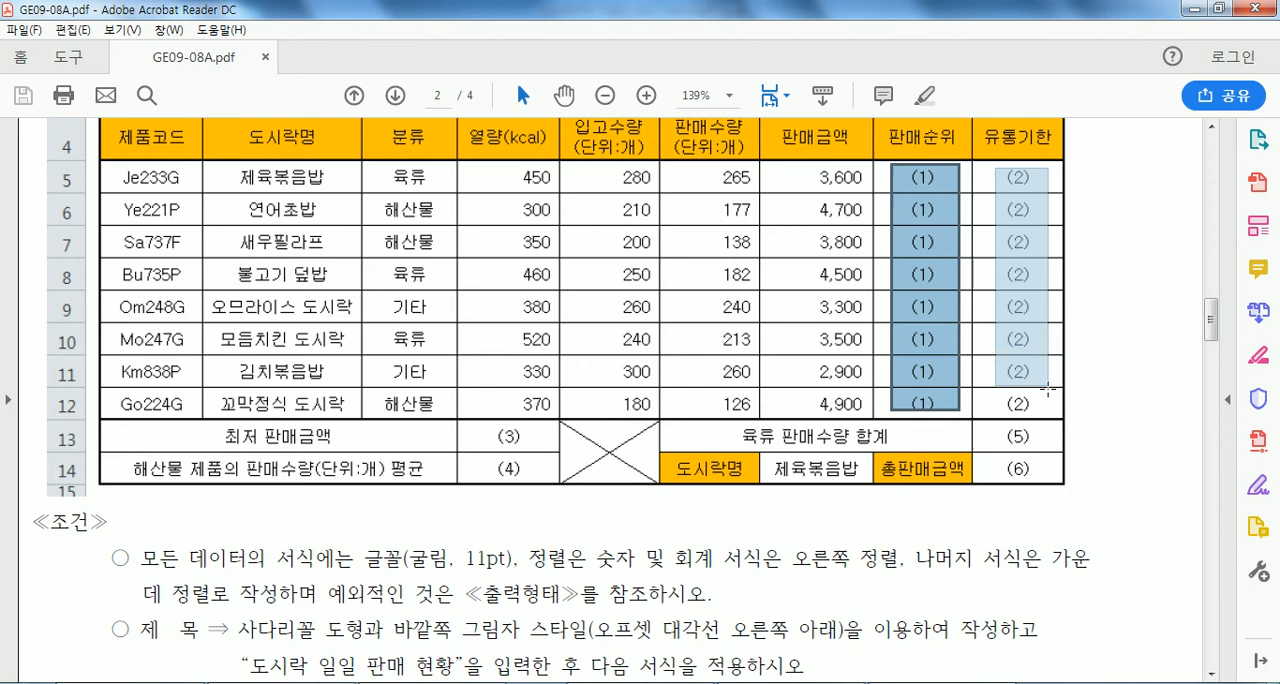 GE09-08A.pdf - Adobe Acrobat Reader DC
파일(F) 편집(E) 보기(V) 창(W) 도움말(H)
홈 도구 GE09-08A.pdf × 로그인
2 / 4 139% 공유
4 제품코드 도시락명 분류 열량(kcal) 입고수량 (단위:개) 판매수량 (단위:개) 판매금액 판매순위 유통기한
5 Je233G 제육볶음밥 육류 450 280 265 3,600 (1) (2)
6 Ye221P 연어초밥 해산물 300 210 177 4,700 (1) (2)
7 Sa737F 새우필라프 해산물 350 200 138 3,800 (1) (2)
8 Bu735P 불고기 덮밥 육류 460 250 182 4,500 (1) (2)
9 Om248G 오므라이스 도시락 기타 380 260 240 3,300 (1) (2)
10 Mo247G 모듬치킨 도시락 육류 520 240 213 3,500 (1) (2)
11 Km838P 김치볶음밥 기타 330 300 260 2,900 (1) (2)
12 Go224G 꼬막정식 도시락 해산물 370 180 126 4,900 (1) (2)
13 최저 판매금액 (3) 육류 판매수량 합계 (5)
14 해산물 제품의 판매수량(단위:개) 평균 (4) 도시락명 제육볶음밥 총판매금액 (6)
15
≪조건≫
○ 모든 데이터의 서식에는 글꼴(굴림, 11pt), 정렬은 숫자 및 회계 서식은 오른쪽 정렬, 나머지 서식은 가운
데 정렬로 작성하며 예외적인 것은 ≪출력형태≫를 참조하시오.
○ 제 목 ⇒ 사다리꼴 도형과 바깥쪽 그림자 스타일(오프셋 대각선 오른쪽 아래)을 이용하여 작성하고
“도시락 일일 판매 현황”을 입력한 후 다음 서식을 적용하시오